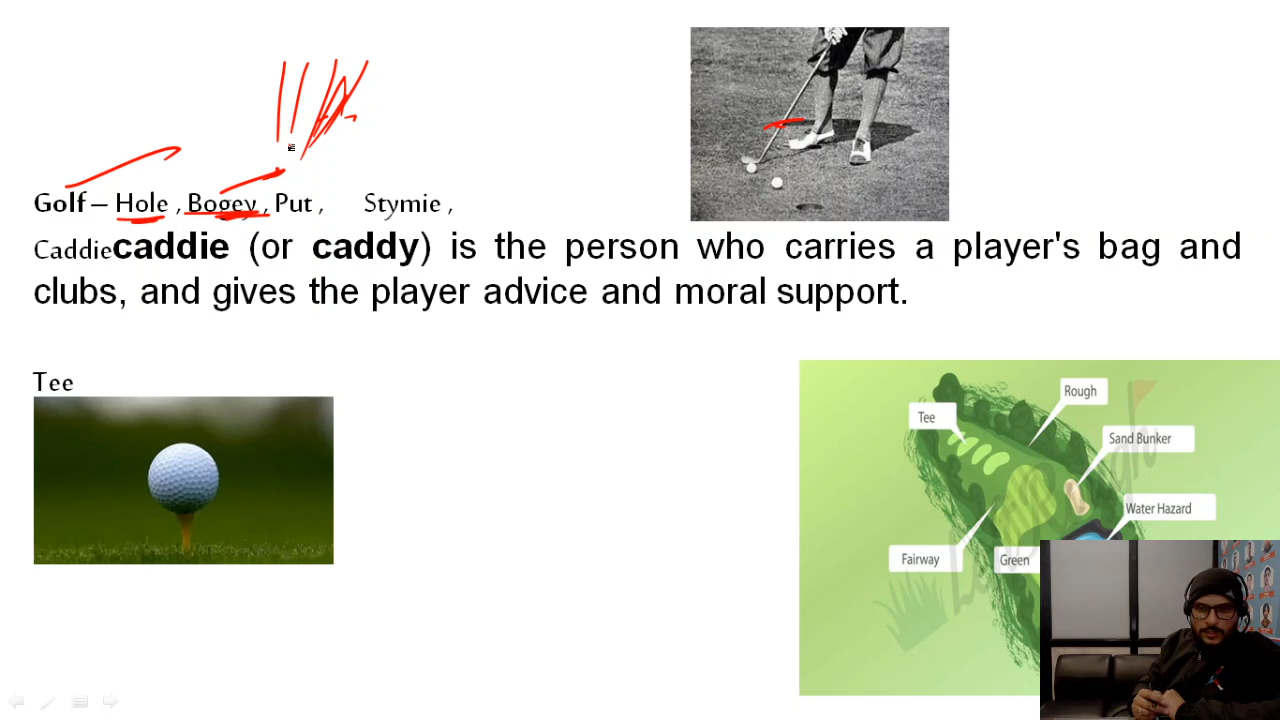 Golf – Hole , Bogey , Put , Stymie ,
Caddiecaddie (or caddy) is the person who carries a player's bag and
clubs, and gives the player advice and moral support.
Tee
Rough
Tee
Sand Bunker
Water Hazard
Fairway
Green